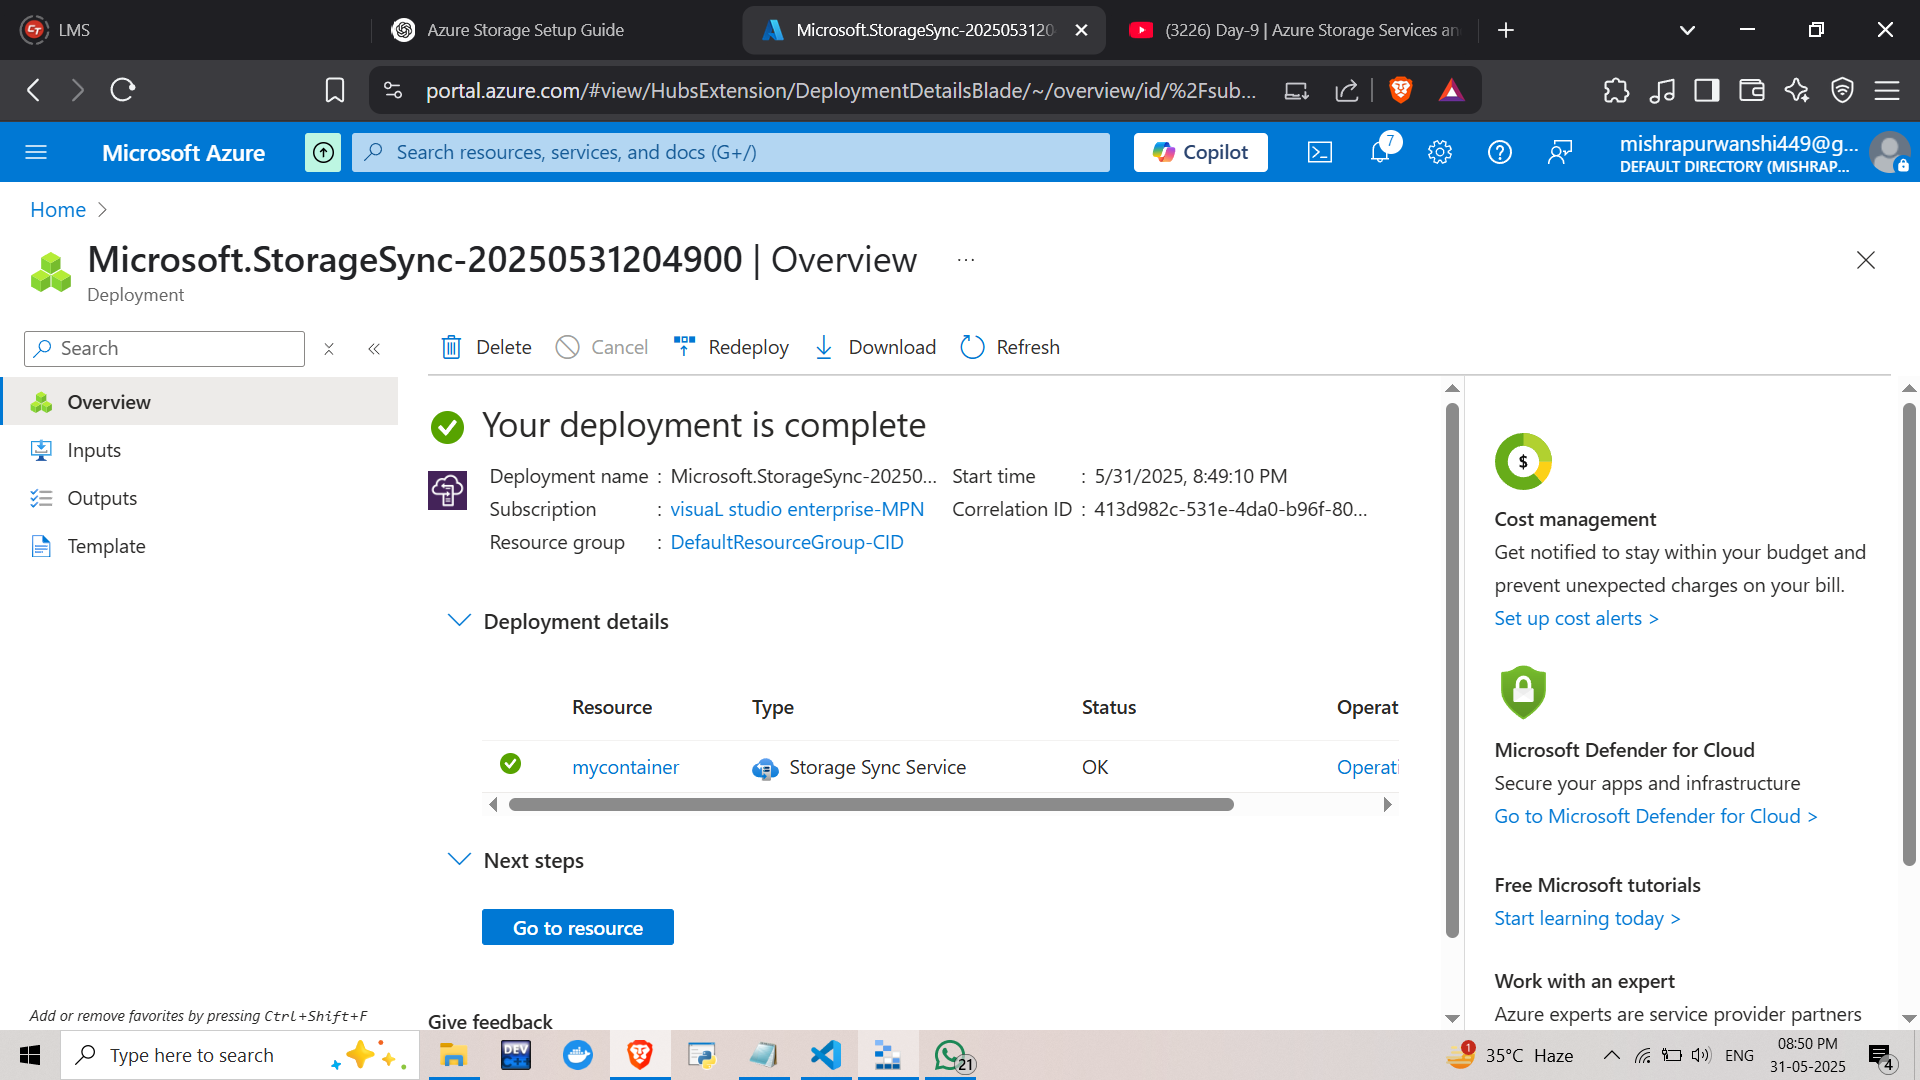 LMS
Azure Storage Setup Guide
Microsoft.StorageSync-2025053120
(3226) Day-9 | Azure Storage Services an
portal.azure.com/#view/HubsExtension/DeploymentDetailsBlade/~/overview/id/%2Fsub...
Microsoft Azure
Search resources, services, and docs (G+/)
Copilot
7
mishrapurwanshi449@g...
DEFAULT DIRECTORY (MISHRAP...
Home
Microsoft.StorageSync-20250531204900 | Overview
...
Deployment
Search
Delete
Cancel
Redeploy
Download
Refresh
Overview
Inputs
Outputs
Template
Your deployment is complete
Deployment name : Microsoft.StorageSync-20250...
Subscription : visuaL studio enterprise-MPN
Resource group : DefaultResourceGroup-CID
Start time : 5/31/2025, 8:49:10 PM
Correlation ID : 413d982c-531e-4da0-b96f-80...
Deployment details
Resource Type Status Operat
mycontainer Storage Sync Service OK Operati
Next steps
Go to resource
Give feedback
$
Cost management
Get notified to stay within your budget and
prevent unexpected charges on your bill.
Set up cost alerts >
Microsoft Defender for Cloud
Secure your apps and infrastructure
Go to Microsoft Defender for Cloud >
Free Microsoft tutorials
Start learning today >
Work with an expert
Azure experts are service provider partners
Add or remove favorites by pressing Ctrl+Shift+F
Type here to search
DEV
21
1
35°C Haze
ENG
08:50 PM
31-05-2025
4